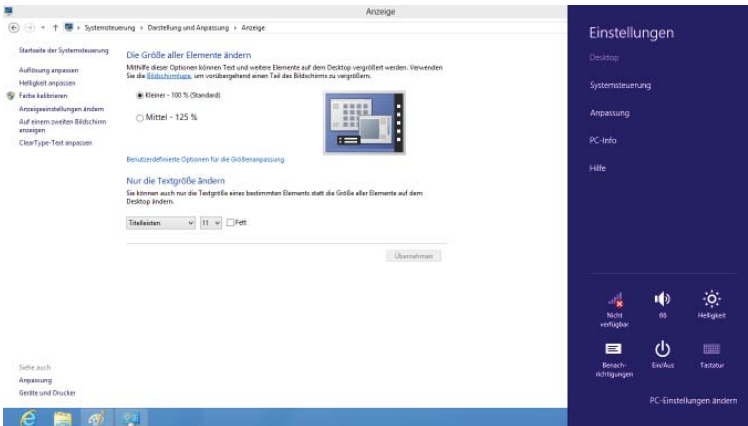 Anzeige
Systemsteuerung › Darstellung und Anpassung › Anzeige
Startseite der Systemsteuerung
Auflösung anpassen
Helligkeit anpassen
Farbe kalibrieren
Anzeigeeinstellungen ändern
Auf einem zweiten Bildschirm
anzeigen
ClearType-Text anpassen
Siehe auch
Anpassung
Geräte und Drucker
Die Größe aller Elemente ändern
Mithilfe dieser Optionen können Text und weitere Elemente auf dem Desktop vergrößert werden. Verwenden
Sie die Bildschirmlupe, um vorübergehend einen Teil des Bildschirms zu vergrößern.
Kleiner - 100 % (Standard)
Mittel - 125 %
Benutzerdefinierte Optionen für die Größenanpassung
Nur die Textgröße ändern
Sie können auch nur die Textgröße eines bestimmten Elements statt die Größe aller Elemente auf dem
Desktop ändern.
Titelleisten 11 Fett
Übernehmen
Einstellungen
Desktop
Systemsteuerung
Anpassung
PC-Info
Hilfe
Nicht
verfügbar
66
Helligkeit
Benach-
richtigungen
Ein/Aus
Tastatur
PC-Einstellungen ändern